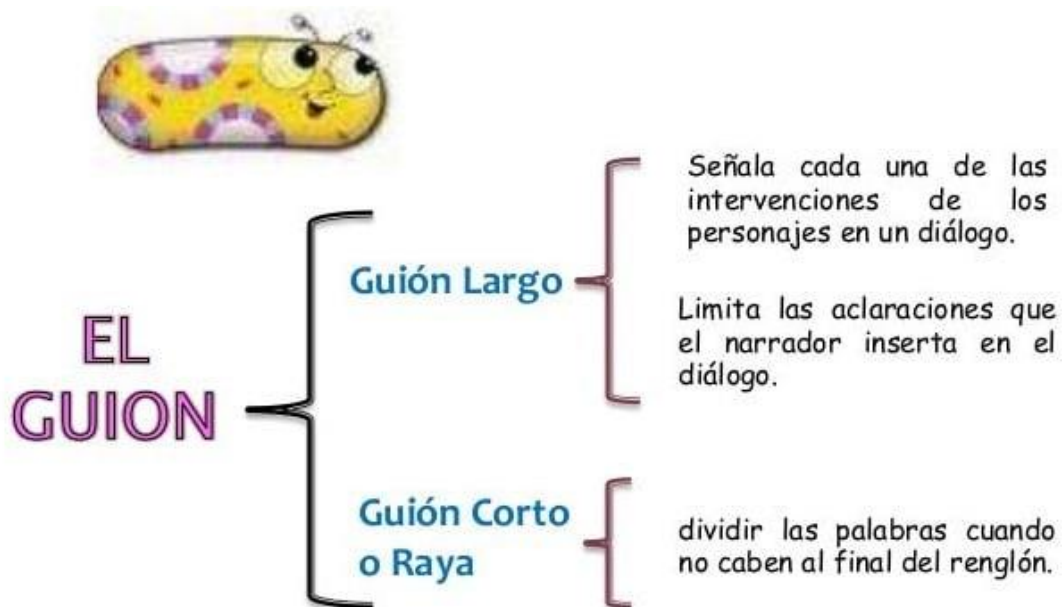 EL
GUION
Guión Largo
Señala cada una de las
intervenciones de los
personajes en un diálogo.
Limita las aclaraciones que
el narrador inserta en el
diálogo.
Guión Corto
o Raya
dividir las palabras cuando
no caben al final del renglón.